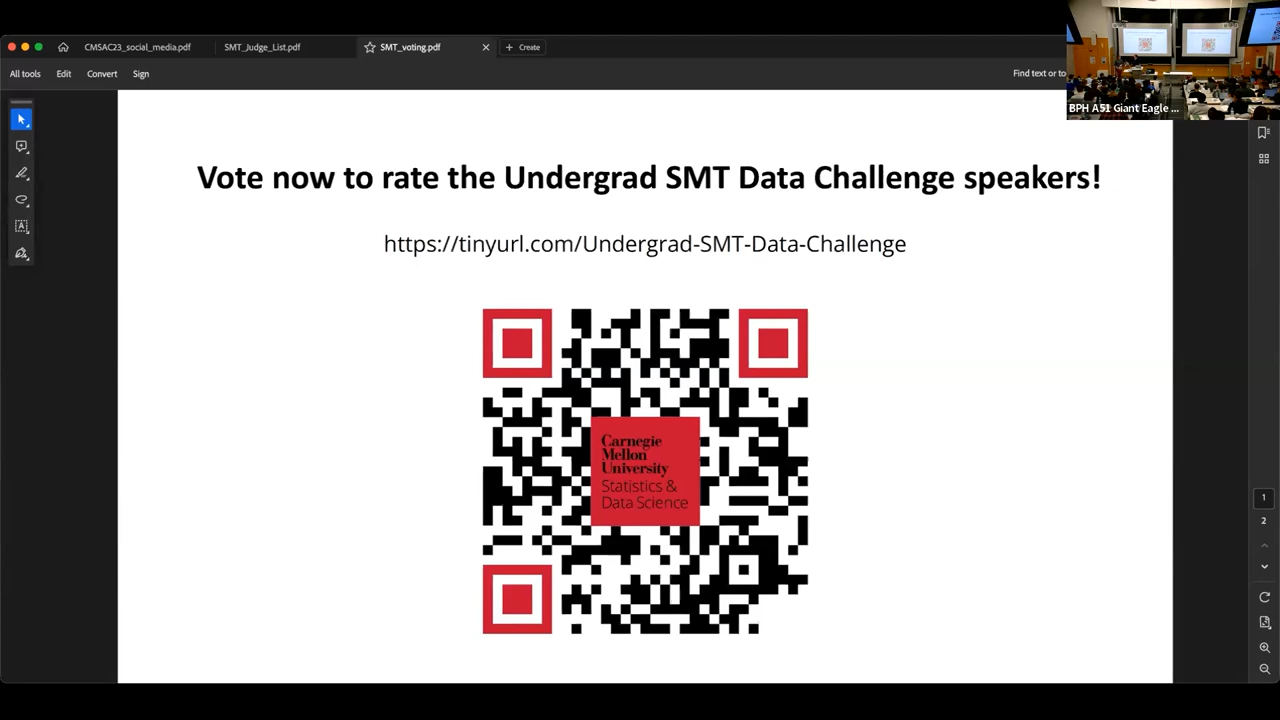 CMSAC23_social_media.pdf
SMT_Judge_List.pdf
SMT_voting.pdf
Create
All tools
Edit
Convert
Sign
Find text or to
BPH A51 Giant Eagle ...
Vote now to rate the Undergrad SMT Data Challenge speakers!
https://tinyurl.com/Undergrad-SMT-Data-Challenge
Carnegie
Mellon
University
Statistics &
Data Science
1
2